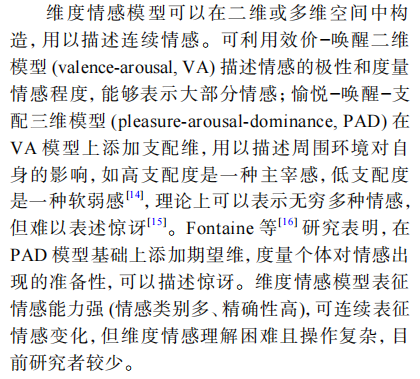 维度情感模型可以在二维或多维空间中构
造, 用以描述连续情感。可利用效价−唤醒二维
模型 (valence-arousal, VA) 描述情感的极性和度量
情感程度, 能够表示大部分情感; 愉悦−唤醒−支
配三维模型 (pleasure-arousal-dominance, PAD) 在
VA 模型上添加支配维, 用以描述周围环境对自
身的影响, 如高支配度是一种主宰感, 低支配度
是一种软弱感[14], 理论上可以表示无穷多种情感,
但难以表述惊讶[15]。Fontaine 等[16] 研究表明, 在
PAD 模型基础上添加期望维, 度量个体对情感出
现的准备性, 可以描述惊讶。维度情感模型表征
情感能力强 (情感类别多、精确性高), 可连续表征
情感变化, 但维度情感理解困难且操作复杂, 目
前研究者较少。